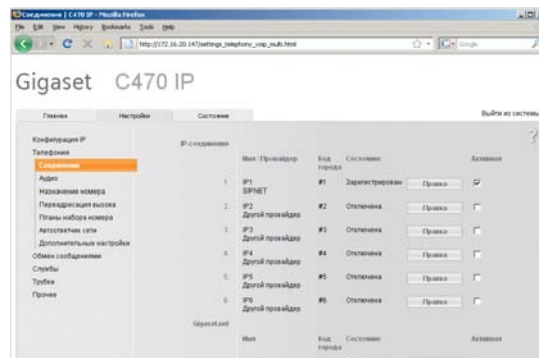 Соединения | C470 IP - Mozilla Firefox
File Edit View History Bookmarks Tools Help
http://172.16.20.147/settings_telephony_voip_multi.html
Google
Gigaset C470 IP
Главная Настройки Состояние Выйти из системы
Конфигурация IP
Телефония
Соединения
Аудио
Назначение номера
Переадресация вызова
Планы набора номера
Автоответчик сети
Дополнительные настройки
Обмен сообщениями
Службы
Трубки
Прочее
?
IP-соединения
Имя / Провайдер Код города Состояние Активная
1. IP1 SIPNET #1 Зарегистрирован Правка
2. IP2 Другой провайдер #2 Отключена Правка
3. IP3 Другой провайдер #3 Отключена Правка
4. IP4 Другой провайдер #4 Отключена Правка
5. IP5 Другой провайдер #5 Отключена Правка
6. IP6 Другой провайдер #6 Отключена Правка
Gigaset.net
Имя Код города Состояние Активная